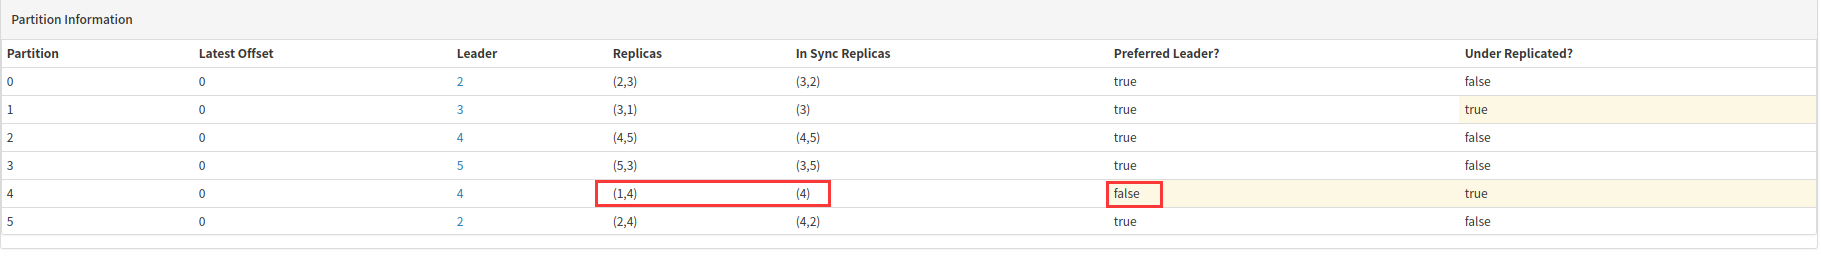 Partition Information
Partition Latest Offset Leader Replicas In Sync Replicas Preferred Leader? Under Replicated?
0 0 2 (2,3) (3,2) true false
1 0 3 (3,1) (3) true true
2 0 4 (4,5) (4,5) true false
3 0 5 (5,3) (3,5) true false
4 0 4 (1,4) (4) false true
5 0 2 (2,4) (4,2) true false